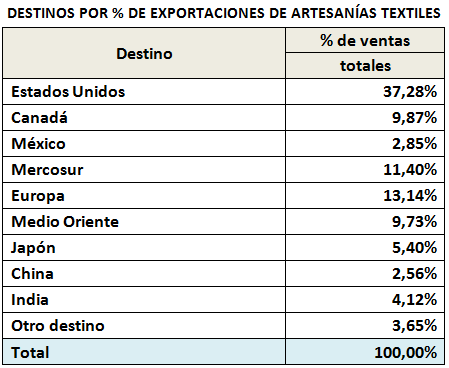 DESTINOS POR % DE EXPORTACIONES DE ARTESANÍAS TEXTILES
Destino
% de ventas
totales
Estados Unidos 37,28%
Canadá 9,87%
México 2,85%
Mercosur 11,40%
Europa 13,14%
Medio Oriente 9,73%
Japón 5,40%
China 2,56%
India 4,12%
Otro destino 3,65%
Total 100,00%